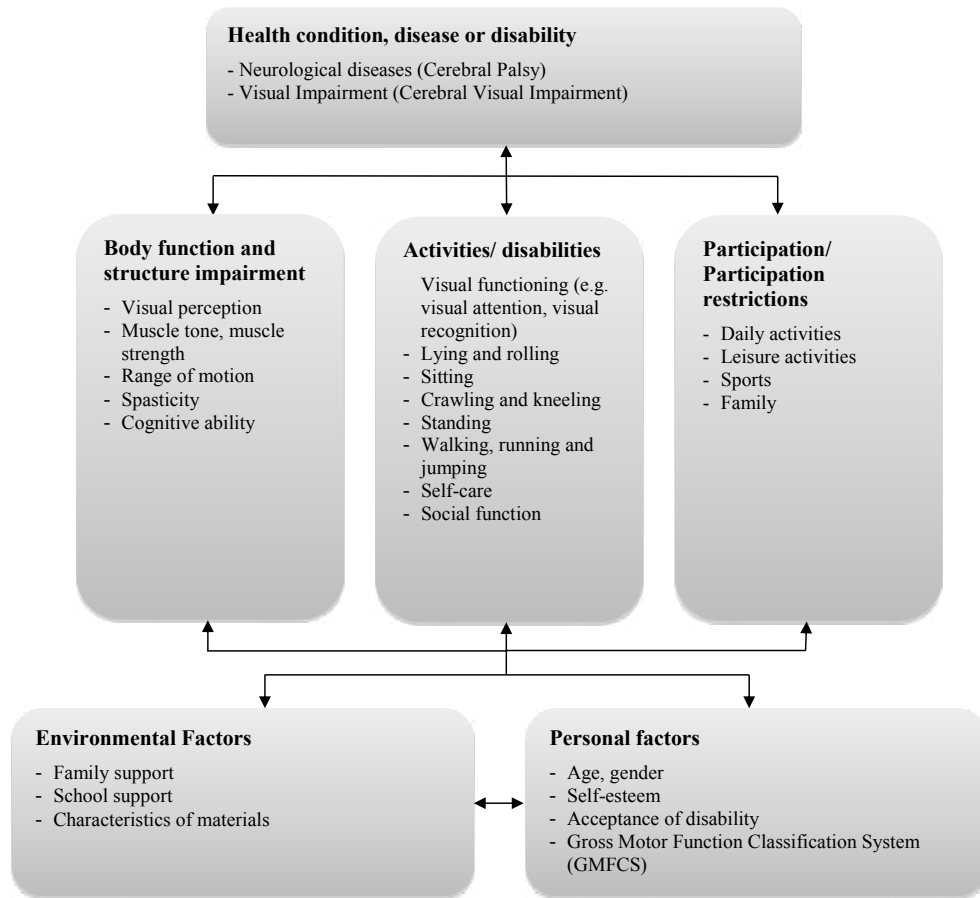 Health condition, disease or disability
- Neurological diseases (Cerebral Palsy)
- Visual Impairment (Cerebral Visual Impairment)
Body function and
structure impairment
- Visual perception
- Muscle tone, muscle
strength
- Range of motion
- Spasticity
- Cognitive ability
Activities/ disabilities
Visual functioning (e.g.
visual attention, visual
recognition)
- Lying and rolling
- Sitting
- Crawling and kneeling
- Standing
- Walking, running and
jumping
- Self-care
- Social function
Participation/
Participation
restrictions
- Daily activities
- Leisure activities
- Sports
- Family
Environmental Factors
- Family support
- School support
- Characteristics of materials
Personal factors
- Age, gender
- Self-esteem
- Acceptance of disability
- Gross Motor Function Classification System
(GMFCS)